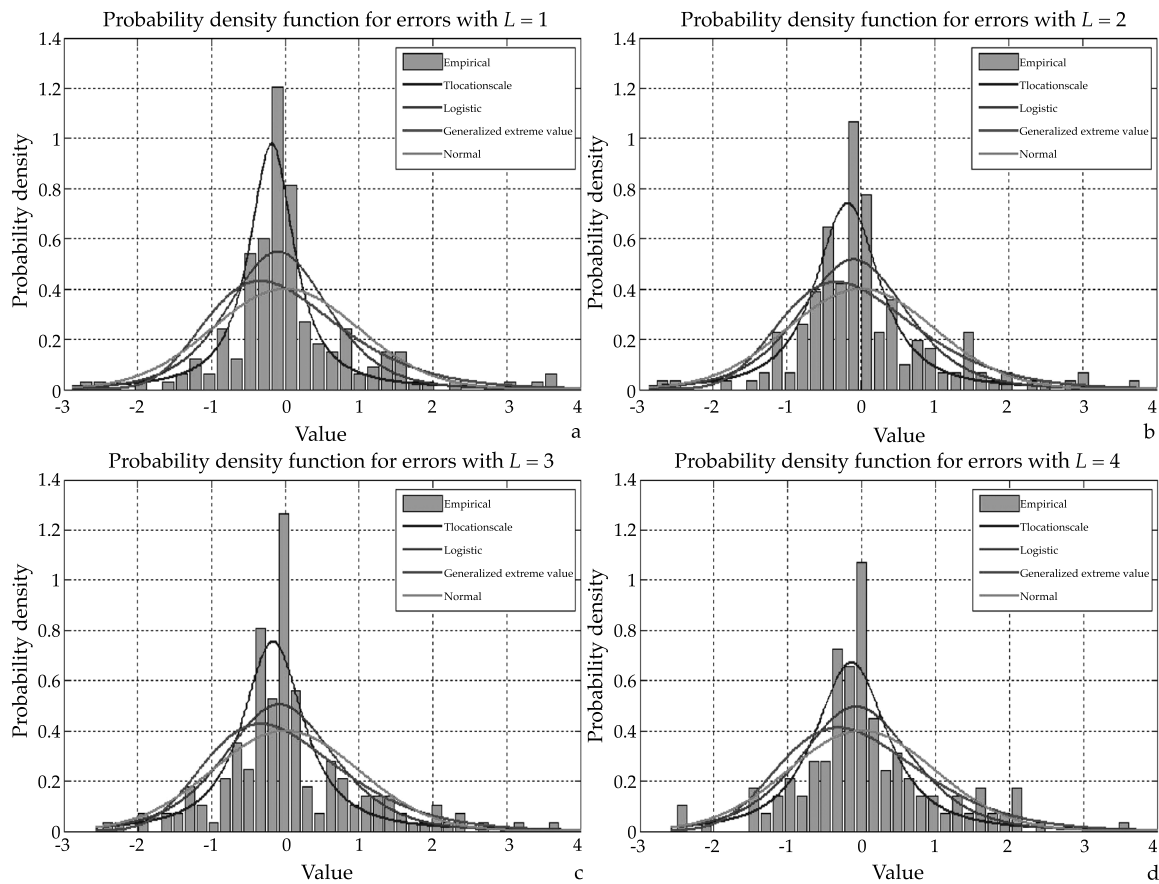 Probability density function for errors with L = 1
1.4
1.2
1
0.8
0.6
0.4
0.2
0
Probability density
Empirical
Tlocationscale
Logistic
Generalized extreme value
Normal
-3 -2 -1 0 1 2 3 4
Value
a
Probability density function for errors with L = 2
1.4
1.2
1
0.8
0.6
0.4
0.2
0
Probability density
Empirical
Tlocationscale
Logistic
Generalized extreme value
Normal
-3 -2 -1 0 1 2 3 4
Value
b
Probability density function for errors with L = 3
1.4
1.2
1
0.8
0.6
0.4
0.2
0
Probability density
Empirical
Tlocationscale
Logistic
Generalized extreme value
Normal
-3 -2 -1 0 1 2 3 4
Value
c
Probability density function for errors with L = 4
1.4
1.2
1
0.8
0.6
0.4
0.2
0
Probability density
Empirical
Tlocationscale
Logistic
Generalized extreme value
Normal
-3 -2 -1 0 1 2 3 4
Value
d